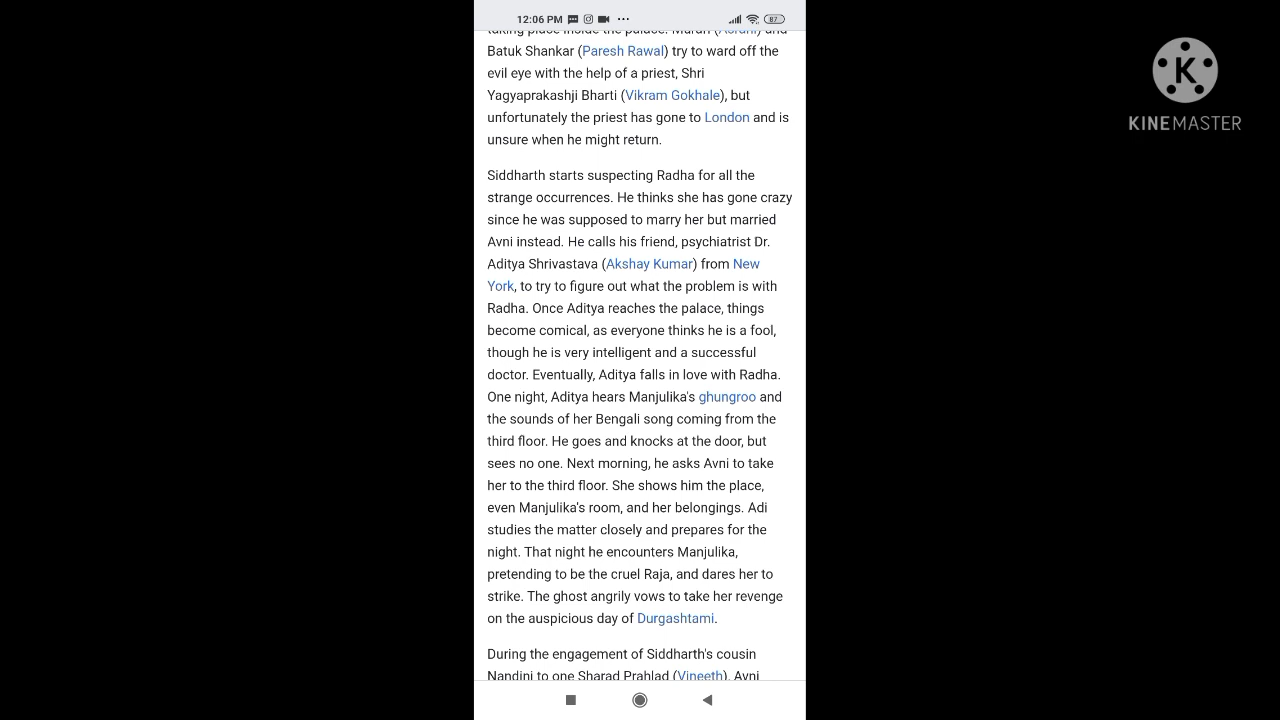 12:06 PM
87
taking place inside the palace. Murari (Asrani) and
Batuk Shankar (Paresh Rawal) try to ward off the
evil eye with the help of a priest, Shri
Yagyaprakashji Bharti (Vikram Gokhale), but
unfortunately the priest has gone to London and is
unsure when he might return.
Siddharth starts suspecting Radha for all the
strange occurrences. He thinks she has gone crazy
since he was supposed to marry her but married
Avni instead. He calls his friend, psychiatrist Dr.
Aditya Shrivastava (Akshay Kumar) from New
York, to try to figure out what the problem is with
Radha. Once Aditya reaches the palace, things
become comical, as everyone thinks he is a fool,
though he is very intelligent and a successful
doctor. Eventually, Aditya falls in love with Radha.
One night, Aditya hears Manjulika's ghungroo and
the sounds of her Bengali song coming from the
third floor. He goes and knocks at the door, but
sees no one. Next morning, he asks Avni to take
her to the third floor. She shows him the place,
even Manjulika's room, and her belongings. Adi
studies the matter closely and prepares for the
night. That night he encounters Manjulika,
pretending to be the cruel Raja, and dares her to
strike. The ghost angrily vows to take her revenge
on the auspicious day of Durgashtami.
During the engagement of Siddharth's cousin
Nandini to one Sharad Prahlad (Vineeth), Avni
K
KINEMASTER